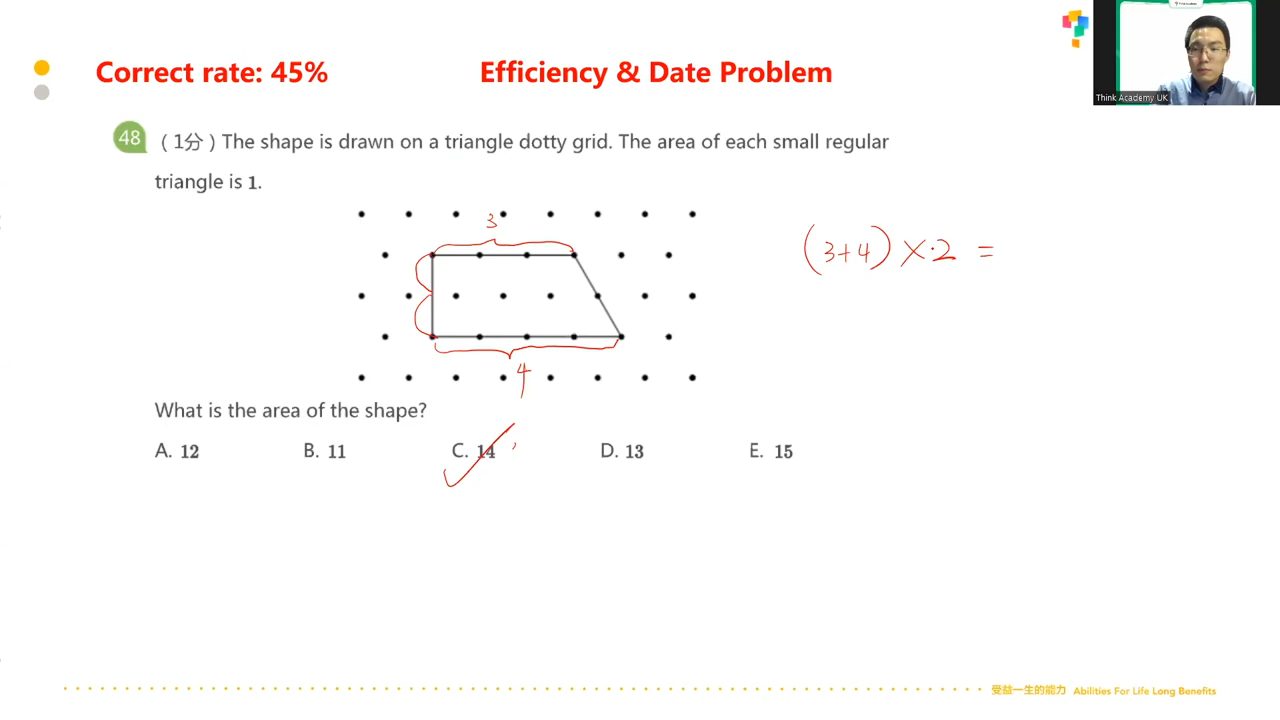 Think Academy UK
Correct rate: 45%
Efficiency & Date Problem
48 （1分）The shape is drawn on a triangle dotty grid. The area of each small regular
triangle is 1.
3
(3+4) × 2 =
4
What is the area of the shape?
A. 12 B. 11 C. 14 D. 13 E. 15
受益一生的能力 Abilities For Life Long Benefits